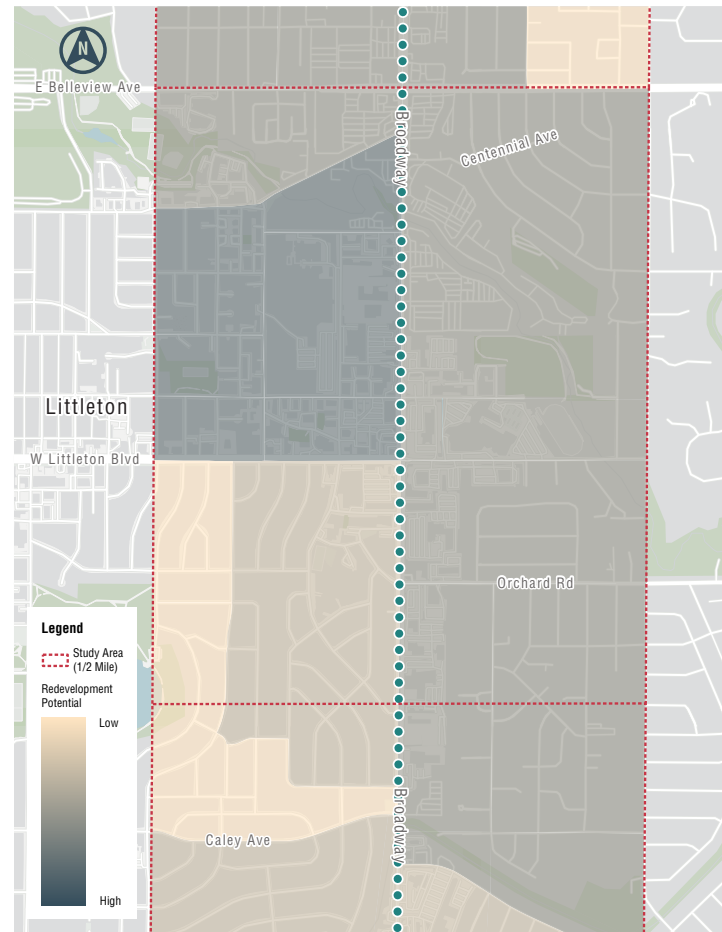 N
E Belleview Ave
Broadway
Centennial Ave
Littleton
W Littleton Blvd
Orchard Rd
Legend
Study Area
(1/2 Mile)
Redevelopment
Potential
Low
High
Broadway
Caley Ave